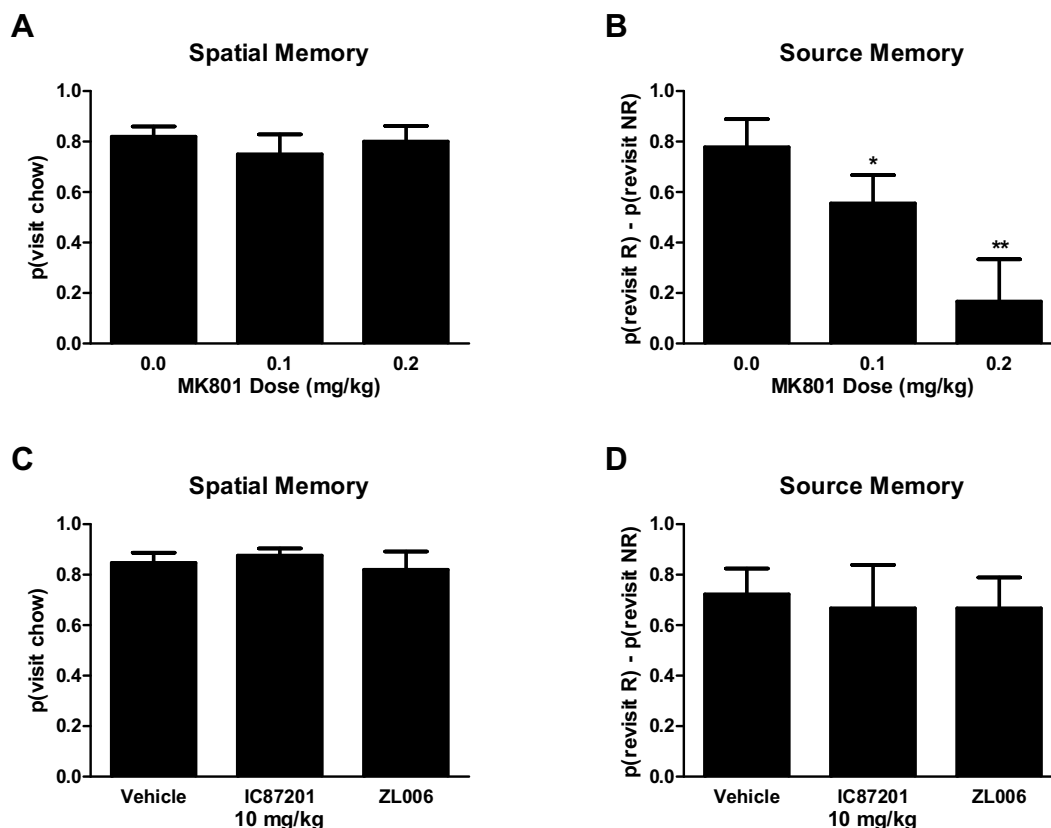 A
Spatial Memory
p(visit chow)
1.0
0.8
0.6
0.4
0.2
0.0
0.0 0.1 0.2
MK801 Dose (mg/kg)
B
Source Memory
p(revisit R) - p(revisit NR)
1.0
0.8
0.6
0.4
0.2
0.0
*
**
0.0 0.1 0.2
MK801 Dose (mg/kg)
C
Spatial Memory
p(visit chow)
1.0
0.8
0.6
0.4
0.2
0.0
Vehicle IC87201 ZL006
10 mg/kg
D
Source Memory
p(revisit R) - p(revisit NR)
1.0
0.8
0.6
0.4
0.2
0.0
Vehicle IC87201 ZL006
10 mg/kg